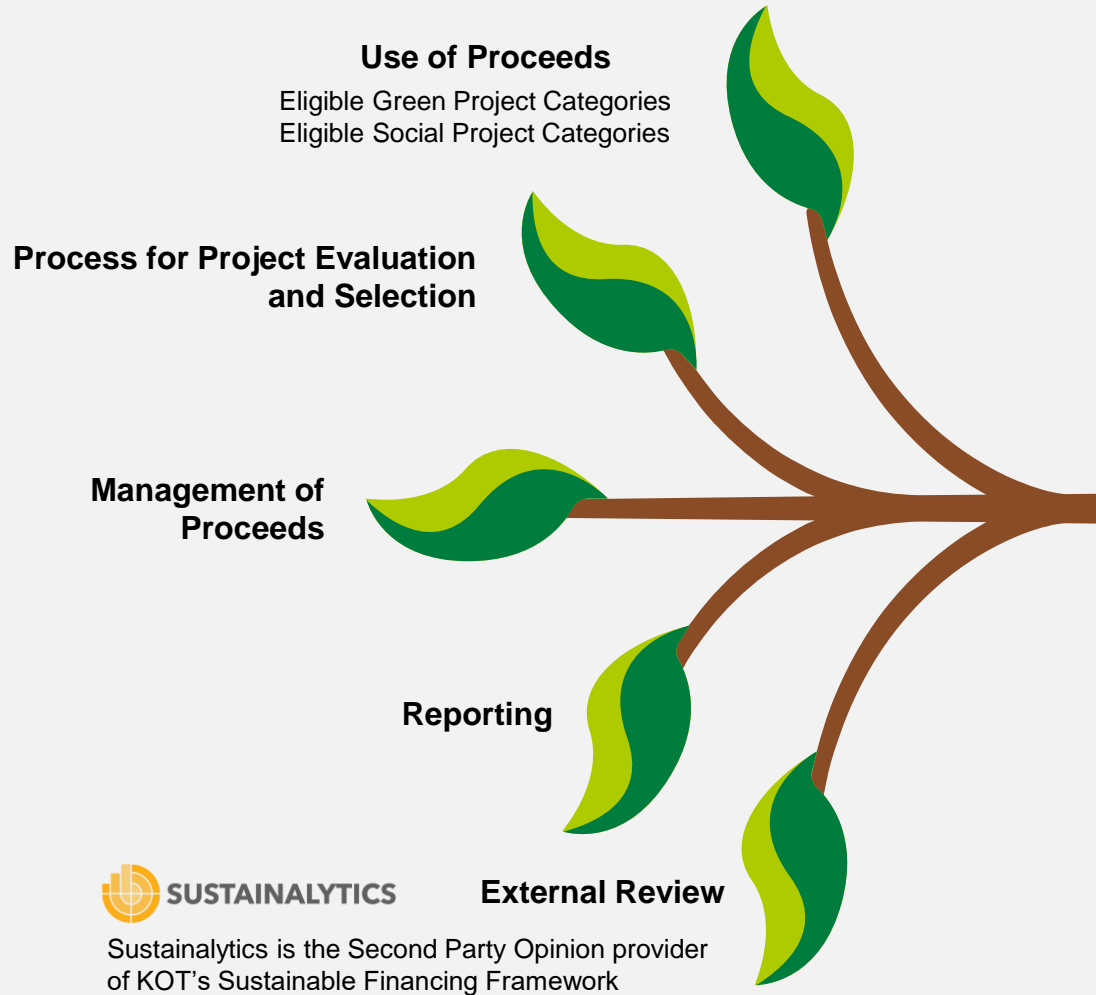 Use of Proceeds
Eligible Green Project Categories
Eligible Social Project Categories
Process for Project Evaluation
and Selection
Management of
Proceeds
Reporting
External Review
SUSTAINALYTICS
Sustainalytics is the Second Party Opinion provider
of KOT's Sustainable Financing Framework